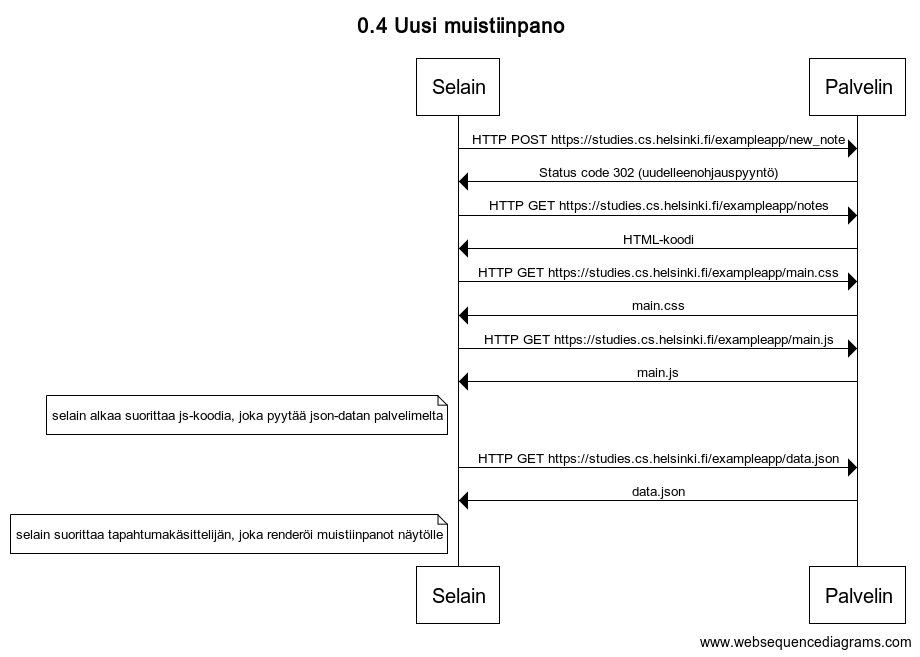 0.4 Uusi muistiinpano
Selain
Palvelin
HTTP POST https://studies.cs.helsinki.fi/exampleapp/new_note
Status code 302 (uudelleenohjauspyyntö)
HTTP GET https://studies.cs.helsinki.fi/exampleapp/notes
HTML-koodi
HTTP GET https://studies.cs.helsinki.fi/exampleapp/main.css
main.css
HTTP GET https://studies.cs.helsinki.fi/exampleapp/main.js
main.js
selain alkaa suorittaa js-koodia, joka pyytää json-datan palvelimelta
HTTP GET https://studies.cs.helsinki.fi/exampleapp/data.json
data.json
selain suorittaa tapahtumakäsittelijän, joka renderöi muistiinpanot näytölle
Selain
Palvelin
www.websequencediagrams.com